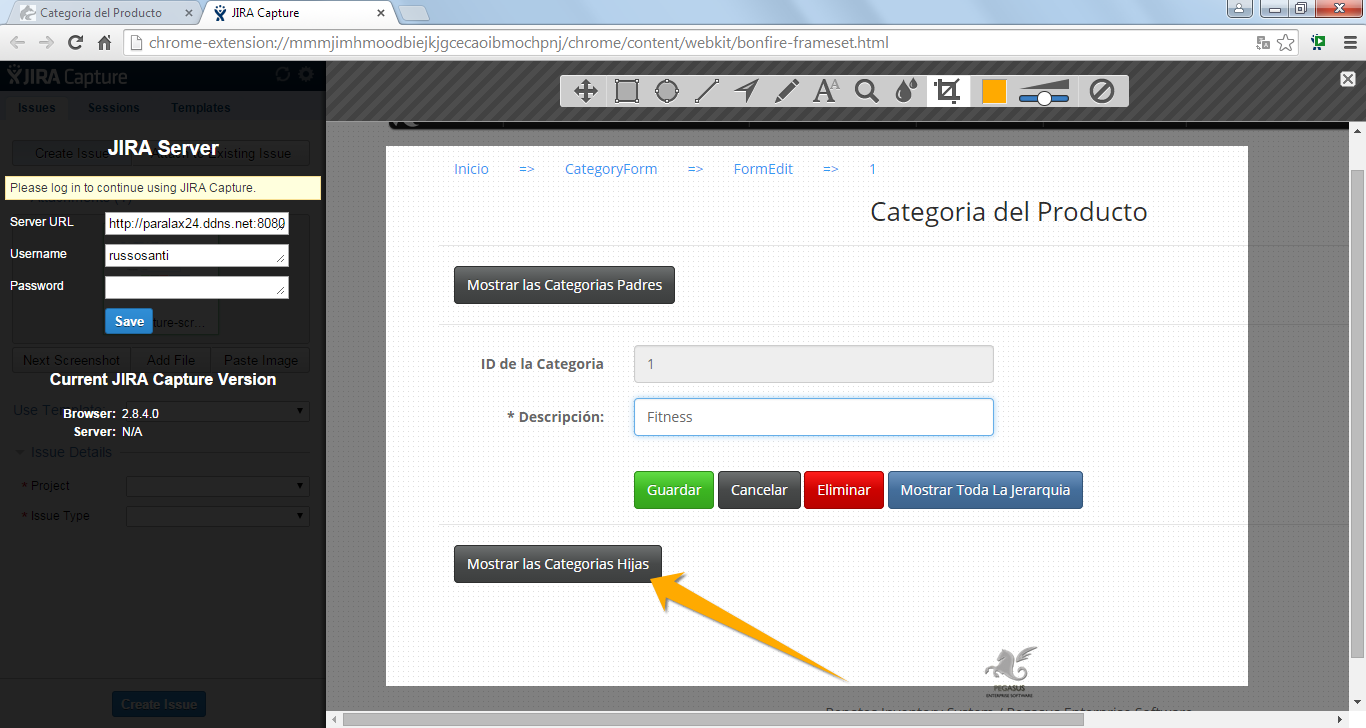 Categoria del Producto
JIRA Capture
chrome-extension://mmmjimhmoodbiejkjgcecaoibmochpnj/chrome/content/webkit/bonfire-frameset.html
JIRA Capture
Issues Sessions Templates
Create Issue xisting Issue
JIRA Server
Please log in to continue using JIRA Capture.
Server URL http://paralax24.ddns.net:8080
Username russosanti
Password
Save
ture-scr...
Next Screenshot Add File Paste Image
Current JIRA Capture Version
Use Te
Browser: 2.8.4.0
Server: N/A
Issue Details
* Project
* Issue Type
Create Issue
Inicio => CategoryForm => FormEdit => 1
Categoria del Producto
Mostrar las Categorias Padres
ID de la Categoria 1
* Descripción: Fitness
Guardar Cancelar Eliminar Mostrar Toda La Jerarquia
Mostrar las Categorias Hijas
PEGASUS
ENTERPRISE SOFTWARE